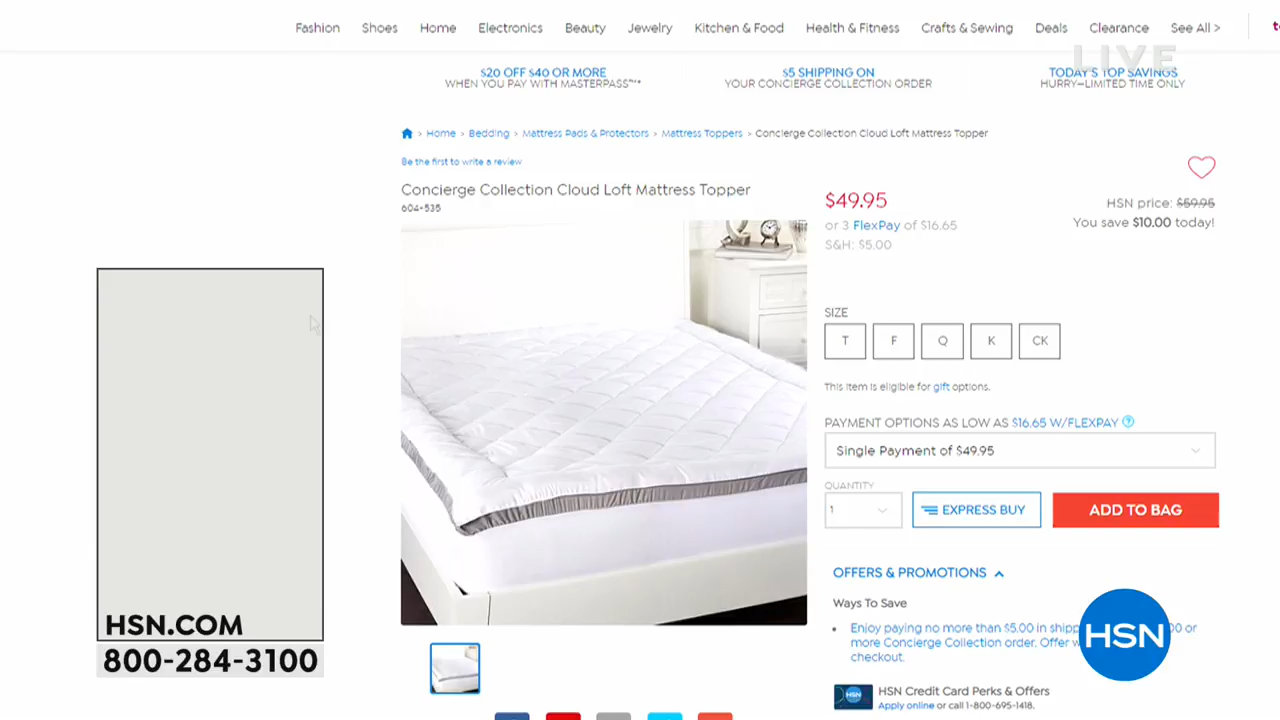 Fashion Shoes Home Electronics Beauty Jewelry Kitchen & Food Health & Fitness Crafts & Sewing Deals Clearance See All >
LIVE
$20 OFF $40 OR MORE
WHEN YOU PAY WITH MASTERPASS™*
$5 SHIPPING ON
YOUR CONCIERGE COLLECTION ORDER
TODAY'S TOP SAVINGS
HURRY—LIMITED TIME ONLY
> Home > Bedding > Mattress Pads & Protectors > Mattress Toppers > Concierge Collection Cloud Loft Mattress Topper
Be the first to write a review
Concierge Collection Cloud Loft Mattress Topper
604-535
$49.95
or 3 FlexPay of $16.65
S&H: $5.00
HSN price: $59.95
You save $10.00 today!
SIZE
T F Q K CK
This item is eligible for gift options.
PAYMENT OPTIONS AS LOW AS $16.65 W/FLEXPAY ?
Single Payment of $49.95
QUANTITY
1
EXPRESS BUY
ADD TO BAG
OFFERS & PROMOTIONS
Ways To Save
• Enjoy paying no more than $5.00 in shipp 00 or
more Concierge Collection order. Offer
checkout.
HSN
HSN
HSN Credit Card Perks & Offers
Apply online or call 1-800-695-1418.
HSN.COM
800-284-3100